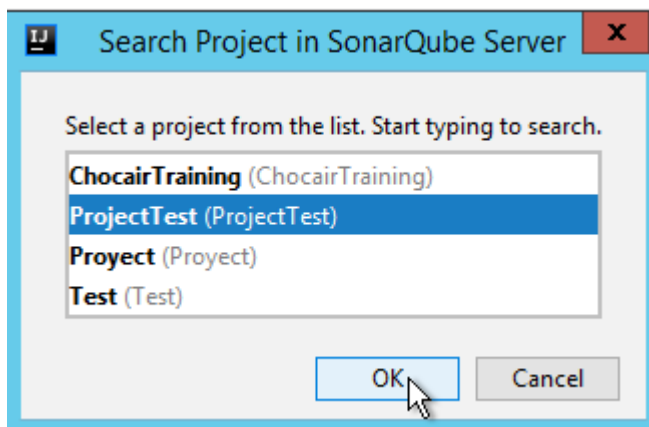 IJ
Search Project in SonarQube Server
x
Select a project from the list. Start typing to search.
ChocairTraining (ChocairTraining)
ProjectTest (ProjectTest)
Proyect (Proyect)
Test (Test)
OK
Cancel